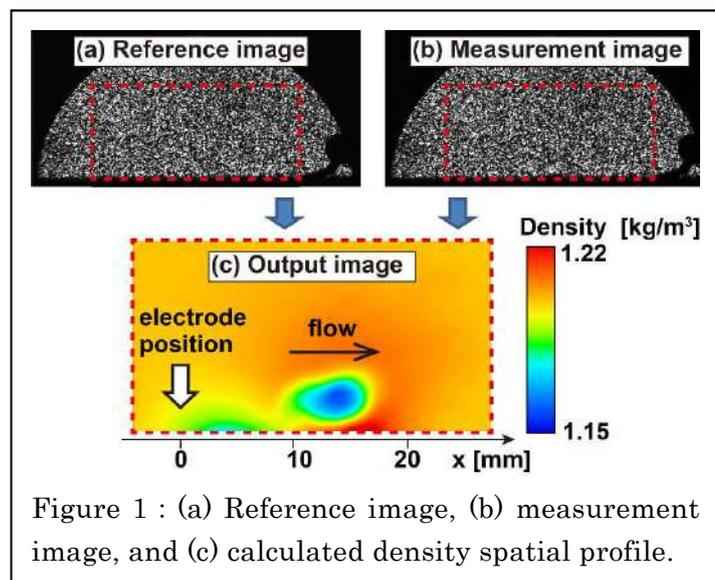 (a) Reference image
(b) Measurement image
Density [kg/m³]
(c) Output image
1.22
electrode
position
flow
1.15
0
10
20
x [mm]
Figure 1 : (a) Reference image, (b) measurement
image, and (c) calculated density spatial profile.